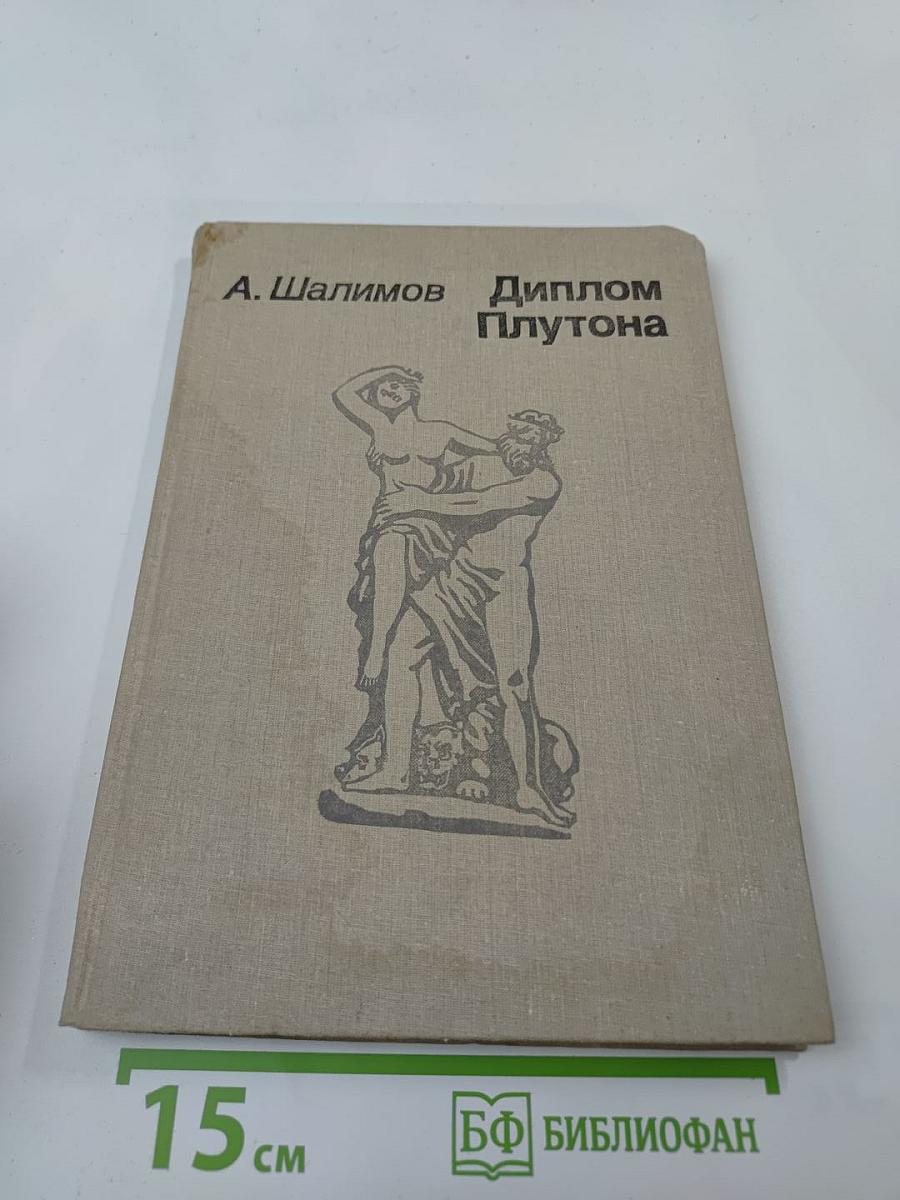 А. Шалимов
Диплом
Плутона
15 см
БФ БИБЛИОФАН